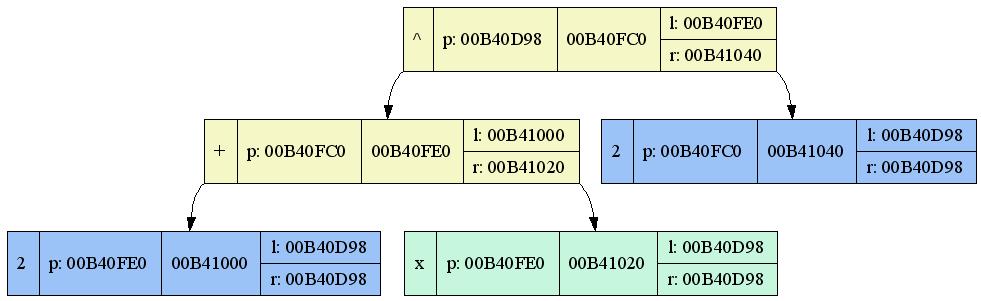 ^ p: 00B40D98 00B40FC0 l: 00B40FE0
r: 00B41040
+ p: 00B40FC0 00B40FE0 l: 00B41000
r: 00B41020
2 p: 00B40FC0 00B41040 l: 00B40D98
r: 00B40D98
2 p: 00B40FE0 00B41000 l: 00B40D98
r: 00B40D98
x p: 00B40FE0 00B41020 l: 00B40D98
r: 00B40D98